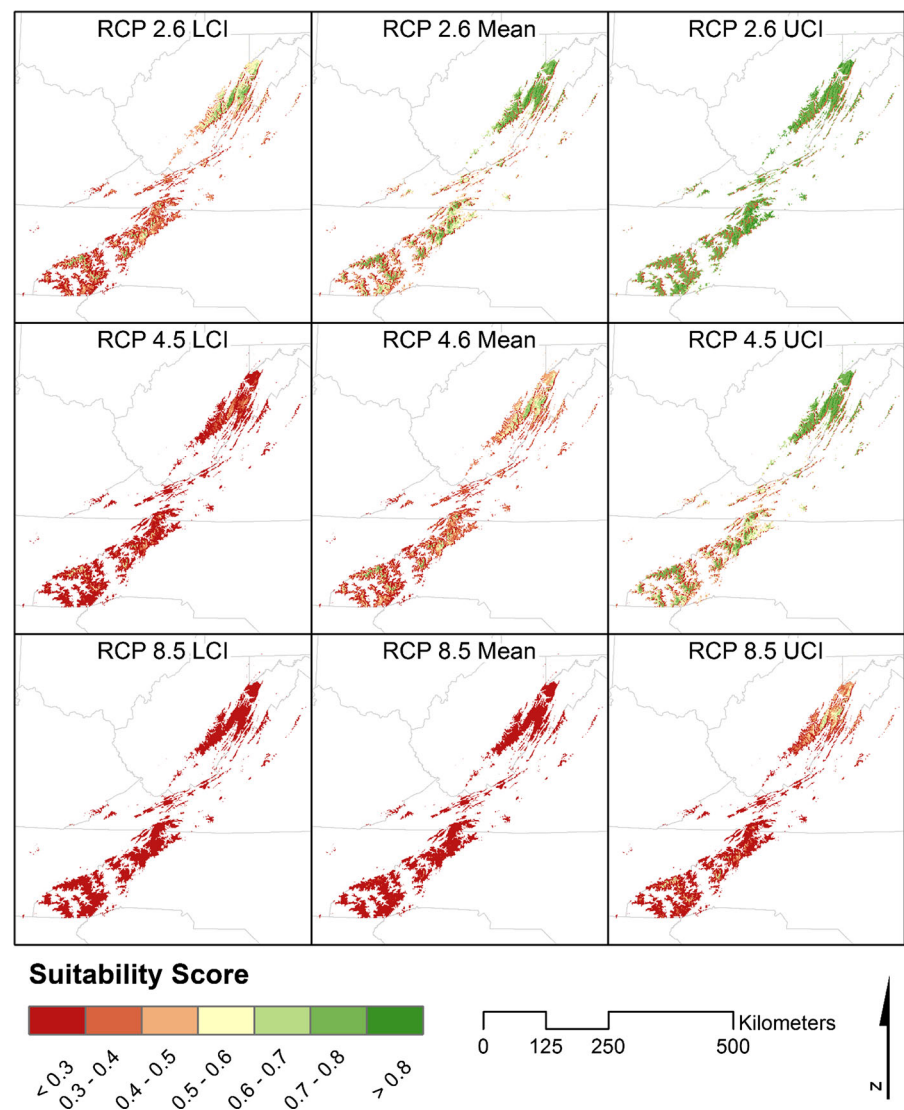 RCP 2.6 LCI
RCP 2.6 Mean
RCP 2.6 UCI
RCP 4.5 LCI
RCP 4.6 Mean
RCP 4.5 UCI
RCP 8.5 LCI
RCP 8.5 Mean
RCP 8.5 UCI
Suitability Score
< 0.3
0.3 - 0.4
0.4 - 0.5
0.5 - 0.6
0.6 - 0.7
0.7 - 0.8
> 0.8
Kilometers
0 125 250 500
N